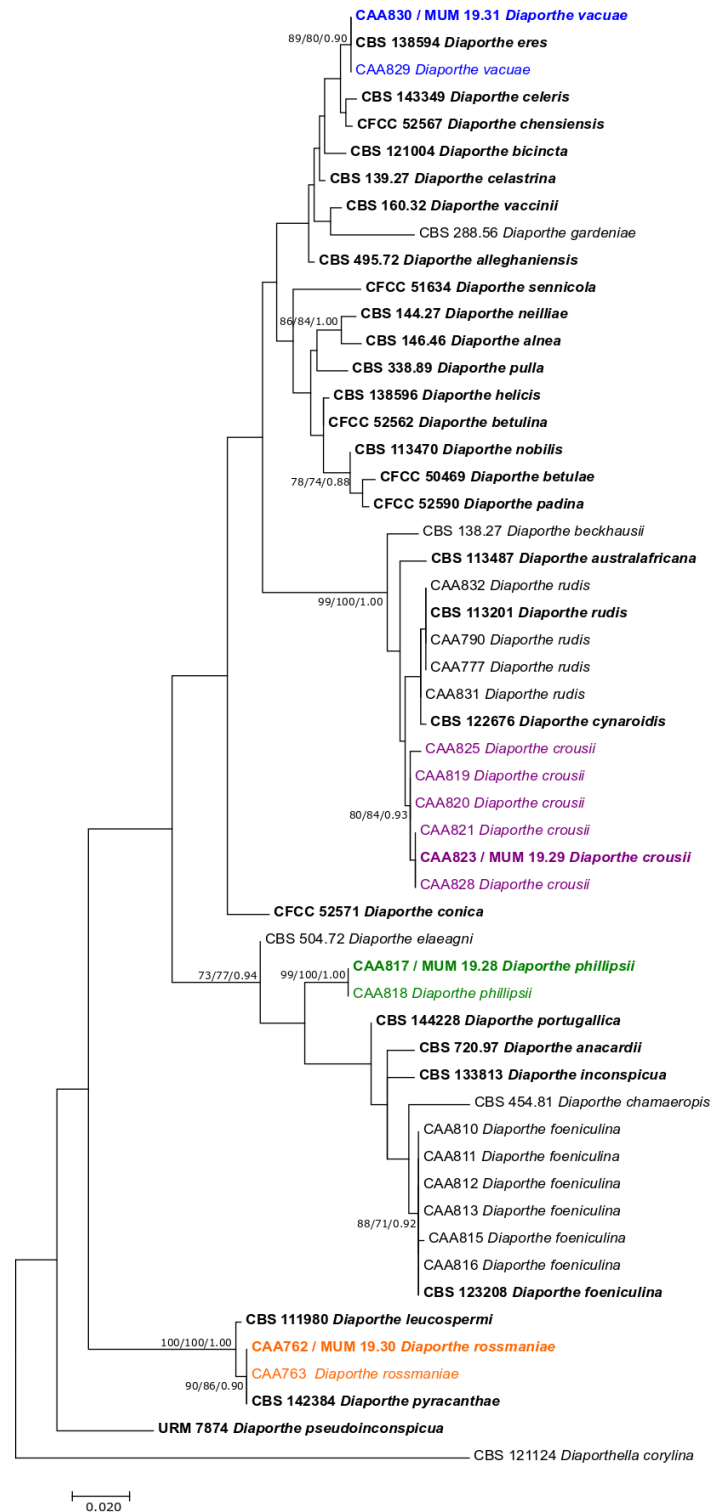 CAA830 / MUM 19.31 Diaporthe vacuae
89/80/0.90
CBS 138594 Diaporthe eres
CAA829 Diaporthe vacuae
CBS 143349 Diaporthe celeris
CFCC 52567 Diaporthe chensiensis
CBS 121004 Diaporthe bicincta
CBS 139.27 Diaporthe celastrina
CBS 160.32 Diaporthe vaccinii
CBS 288.56 Diaporthe gardeniae
CBS 495.72 Diaporthe alleghaniensis
CFCC 51634 Diaporthe sennicola
CBS 144.27 Diaporthe neilliae
86/84/1.00
CBS 146.46 Diaporthe alnea
CBS 338.89 Diaporthe pulla
CBS 138596 Diaporthe helicis
CFCC 52562 Diaporthe betulina
CBS 113470 Diaporthe nobilis
CFCC 50469 Diaporthe betulae
78/74/0.88
CFCC 52590 Diaporthe padina
CBS 138.27 Diaporthe beckhausii
CBS 113487 Diaporthe australafricana
CAA832 Diaporthe rudis
99/100/1.00
CBS 113201 Diaporthe rudis
CAA790 Diaporthe rudis
CAA777 Diaporthe rudis
CAA831 Diaporthe rudis
CBS 122676 Diaporthe cynaroidis
CAA825 Diaporthe crousii
CAA819 Diaporthe crousii
CAA820 Diaporthe crousii
80/84/0.93
CAA821 Diaporthe crousii
CAA823 / MUM 19.29 Diaporthe crousii
CAA828 Diaporthe crousii
CFCC 52571 Diaporthe conica
CBS 504.72 Diaporthe elaeagni
CAA817 / MUM 19.28 Diaporthe phillipsii
73/77/0.94
99/100/1.00
CAA818 Diaporthe phillipsii
CBS 144228 Diaporthe portugallica
CBS 720.97 Diaporthe anacardii
CBS 133813 Diaporthe inconspicua
CBS 454.81 Diaporthe chamaeropis
CAA810 Diaporthe foeniculina
CAA811 Diaporthe foeniculina
CAA812 Diaporthe foeniculina
CAA813 Diaporthe foeniculina
88/71/0.92
CAA815 Diaporthe foeniculina
CAA816 Diaporthe foeniculina
CBS 123208 Diaporthe foeniculina
CBS 111980 Diaporthe leucospermi
100/100/1.00
CAA762 / MUM 19.30 Diaporthe rossmaniae
CAA763 Diaporthe rossmaniae
90/86/0.90
CBS 142384 Diaporthe pyracanthae
URM 7874 Diaporthe pseudoinconspicua
CBS 121124 Diaporthella corylina
0.020